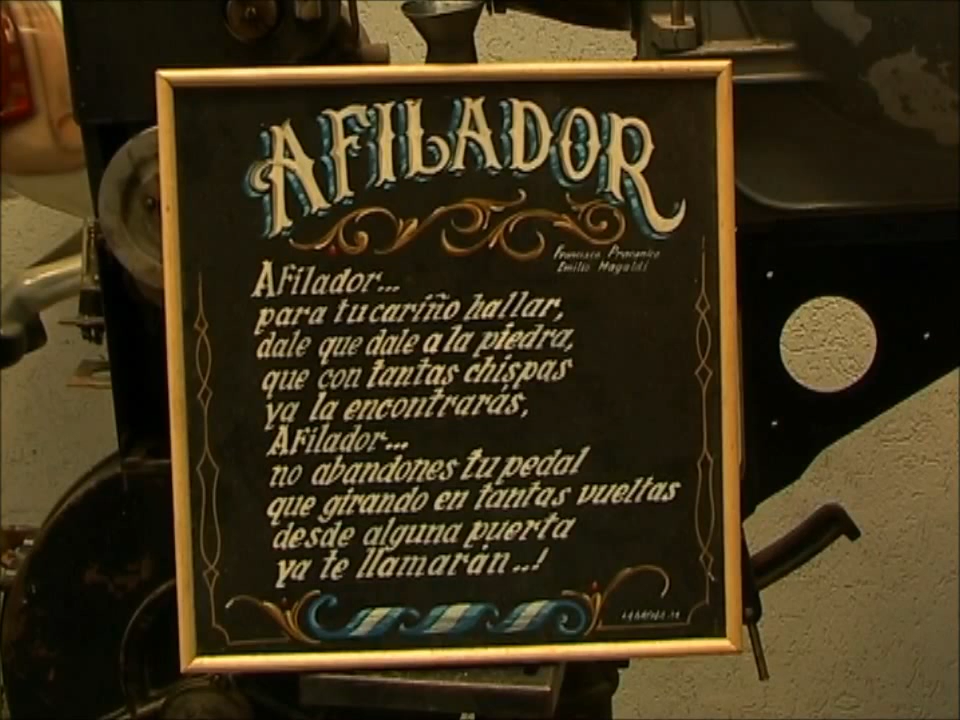 AFILADOR
Francisco Pracanico
Emilio Magaldi
Afilador...
para tu cariño hallar,
dale que dale a la piedra,
que con tantas chispas
ya la encontrarás,
Afilador...
no abandones tu pedal
que girando en tantas vueltas
desde alguna puerta
ya te llamarán..!